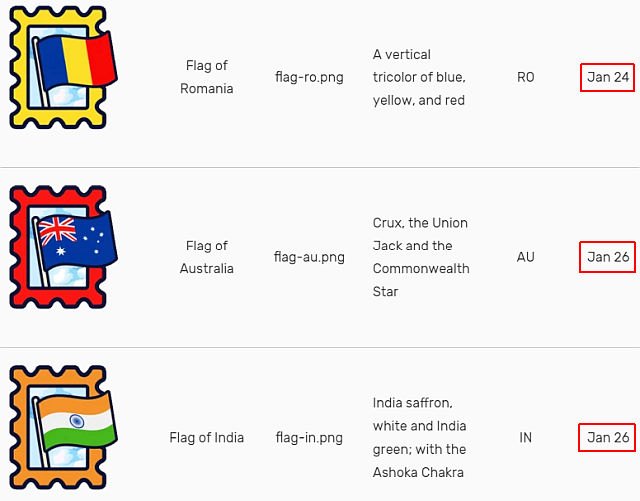 Flag of
Romania
flag-ro.png
A vertical
tricolor of blue,
yellow, and red
RO
Jan 24
Flag of
Australia
flag-au.png
Crux, the Union
Jack and the
Commonwealth
Star
AU
Jan 26
Flag of India
flag-in.png
India saffron,
white and India
green; with the
Ashoka Chakra
IN
Jan 26